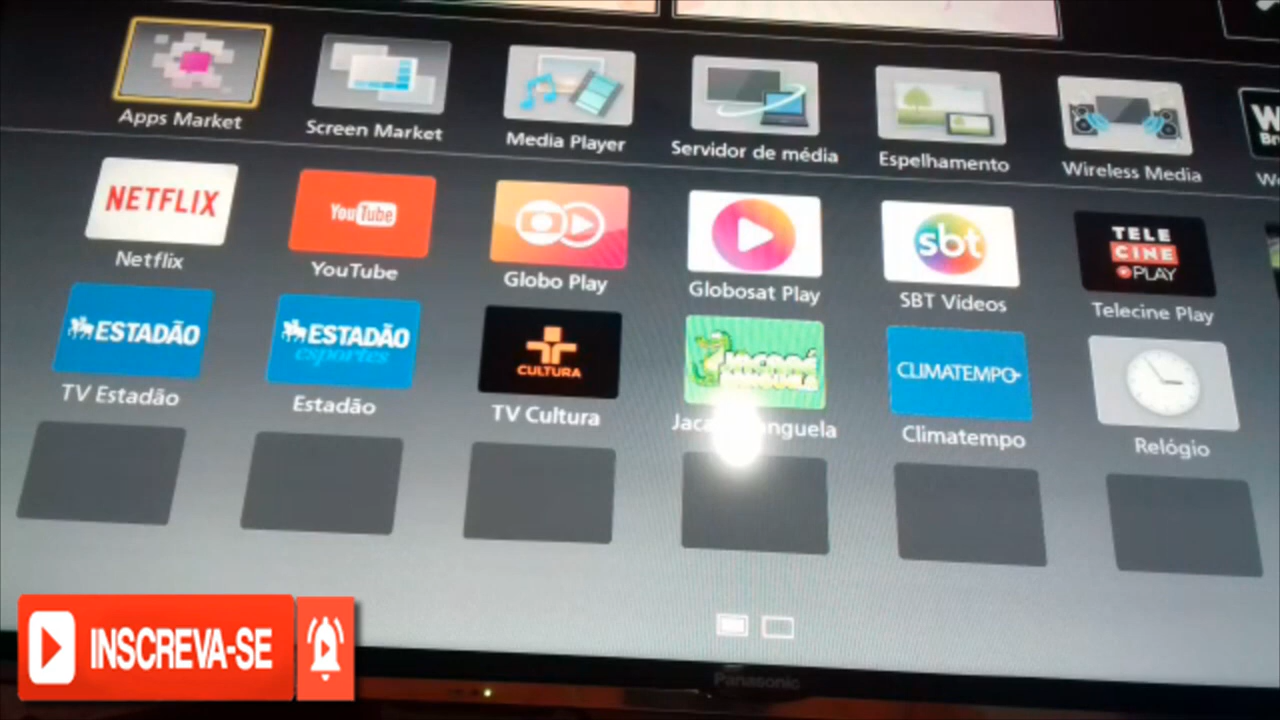 Apps Market
Screen Market
Media Player
Servidor de média
Espelhamento
Wireless Media
NETFLIX
Netflix
YouTube
YouTube
Globo Play
Globosat Play
sbt
SBT Vídeos
TELE
CINE
PLAY
Telecine Play
ESTADÃO
TV Estadão
ESTADÃO
esportes
Estadão
CULTURA
TV Cultura
CLIMATEMPO
Climatempo
Relógio
INSCREVA-SE
Panasonic